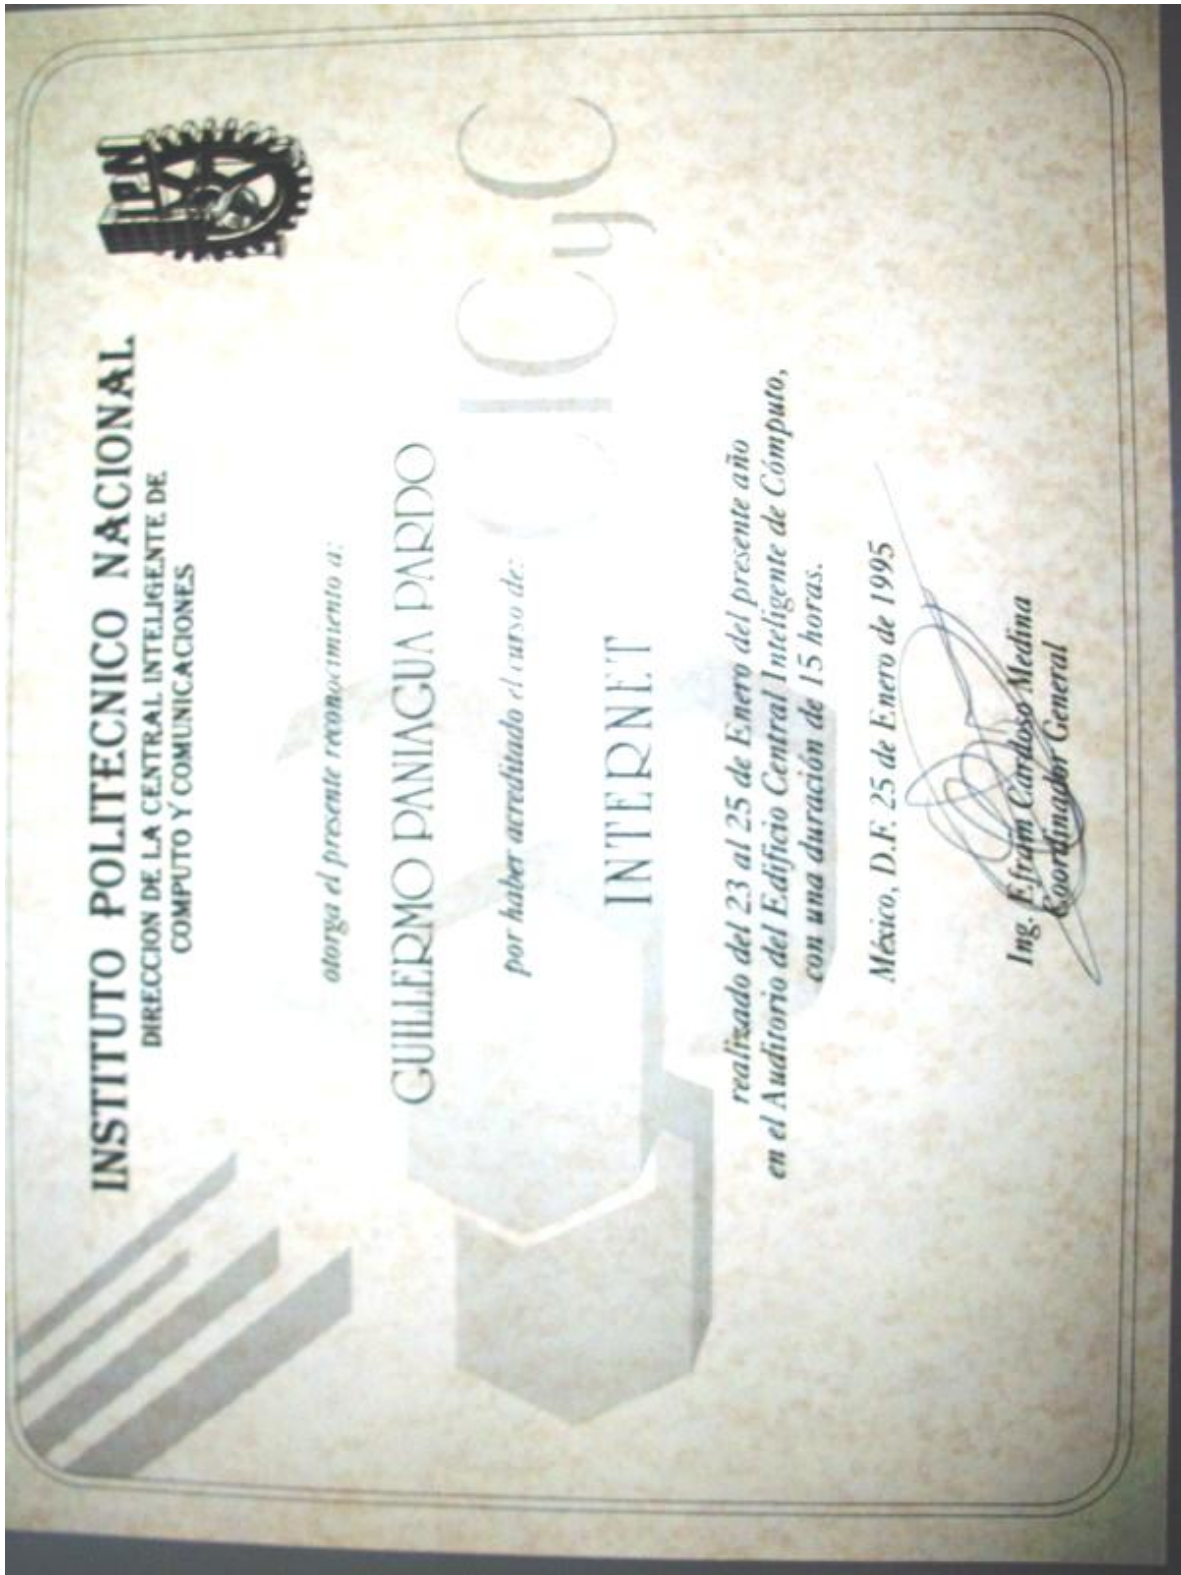 INSTITUTO POLITECNICO NACIONAL
DIRECCION DE LA CENTRAL INTELIGENTE DE
COMPUTO Y COMUNICACIONES
IPN
otorga el presente reconocimiento a:
GUILLERMO PANIAGUA PARDO
por haber acreditado el curso de:
CICyC
INTERNET
realizado del 23 al 25 de Enero del presente año
en el Auditorio del Edificio Central Inteligente de Cómputo,
con una duración de 15 horas.
México, D.F. 25 de Enero de 1995
Ing. Efraím Cardoso Medina
Coordinador General